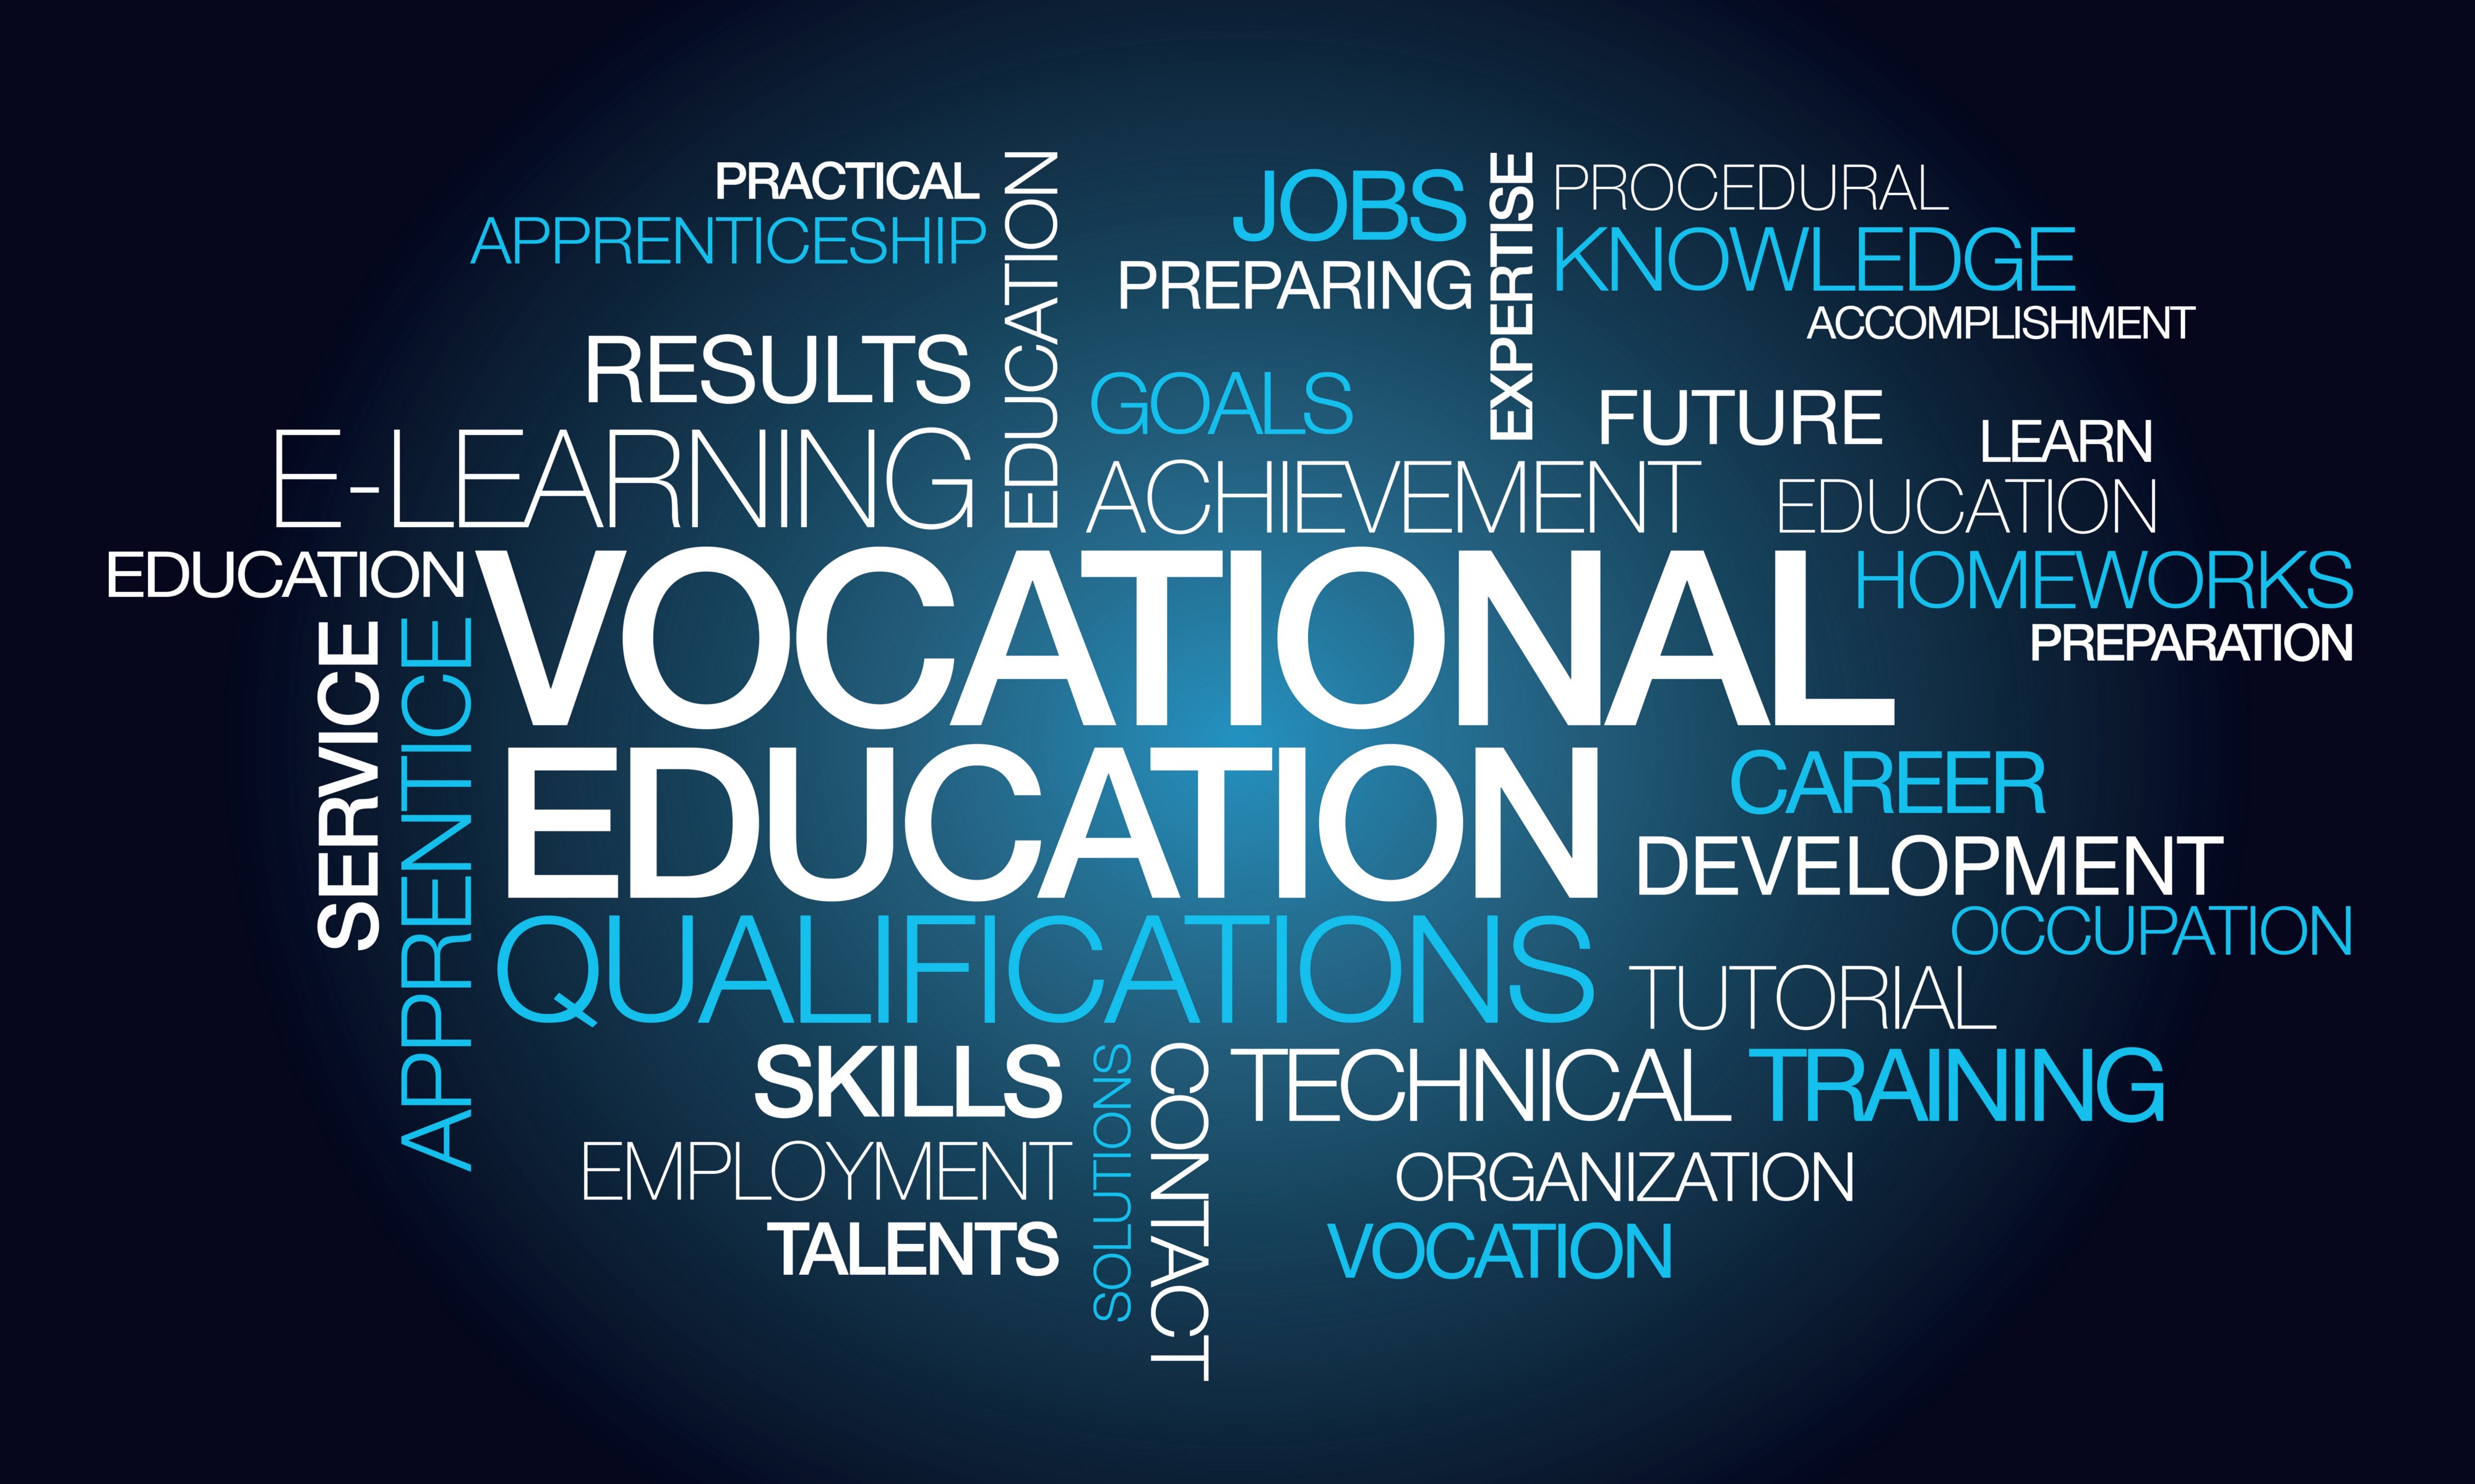 PRACTICAL
APPRENTICESHIP
EDUCATION
JOBS
PREPARING
EXPERTISE
PROCEDURAL
KNOWLEDGE
ACCOMPLISHMENT
RESULTS
GOALS
FUTURE
LEARN
E-LEARNING
ACHIEVEMENT
EDUCATION
EDUCATION
VOCATIONAL
HOMEWORKS
PREPARATION
SERVICE
APPRENTICE
EDUCATION
CAREER
DEVELOPMENT
OCCUPATION
QUALIFICATIONS
TUTORIAL
SKILLS
SOLUTIONS
CONTACT
TECHNICAL TRAINING
EMPLOYMENT
ORGANIZATION
TALENTS
VOCATION